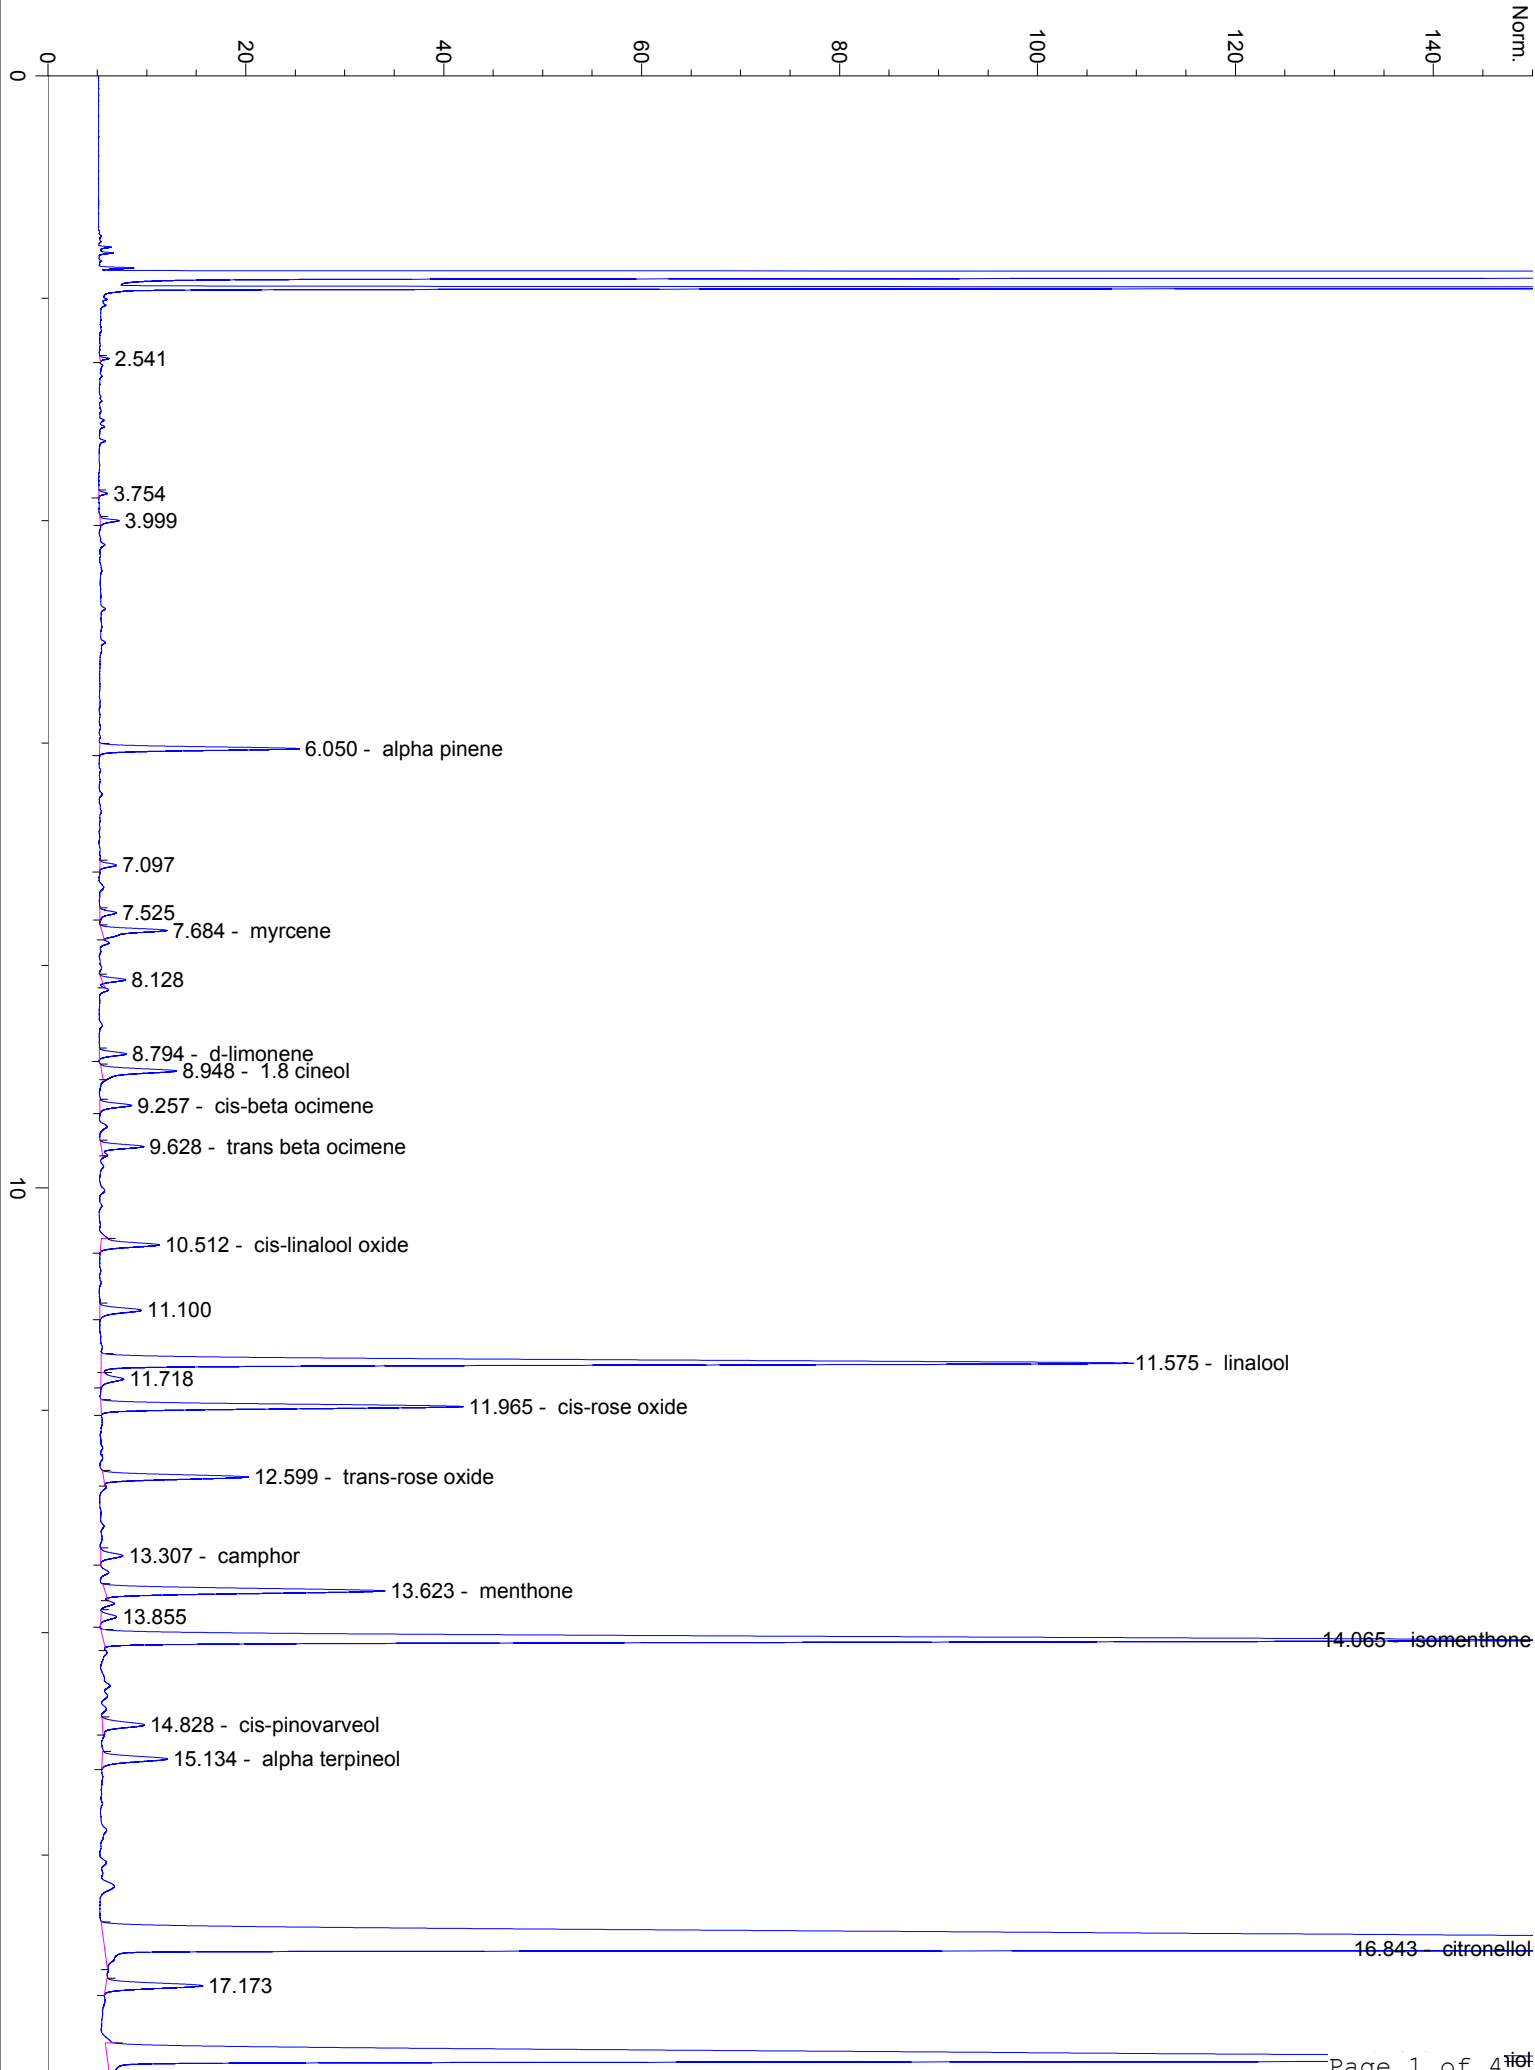 Norm.
0
20
40
60
80
100
120
140
0
2.541
3.754
3.999
6.050 - alpha pinene
7.097
7.525
7.684 - myrcene
8.128
8.794 - d-limonene
8.948 - 1.8 cineol
9.257 - cis-beta ocimene
9.628 - trans beta ocimene
10
10.512 - cis-linalool oxide
11.100
11.575 - linalool
11.718
11.965 - cis-rose oxide
12.599 - trans-rose oxide
13.307 - camphor
13.623 - menthone
13.855
14.065 - isomenthone
14.828 - cis-pinovarveol
15.134 - alpha terpineol
16.843 - citronellol
17.173
Page 1 of 4